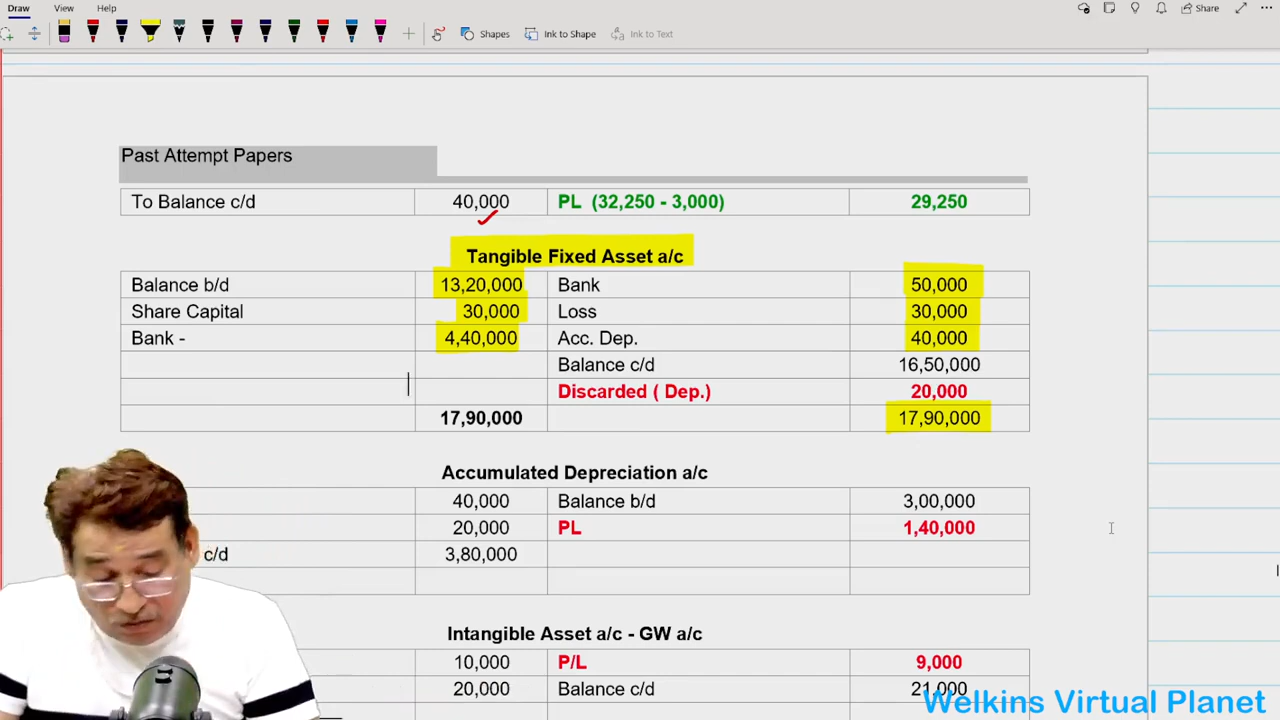 Draw View Help
Shapes Ink to Shape Ink to Text Share
Past Attempt Papers
To Balance c/d 40,000 PL (32,250 - 3,000) 29,250
Tangible Fixed Asset a/c
Balance b/d 13,20,000 Bank 50,000
Share Capital 30,000 Loss 30,000
Bank - 4,40,000 Acc. Dep. 40,000
Balance c/d 16,50,000
Discarded ( Dep.) 20,000
17,90,000 17,90,000
Accumulated Depreciation a/c
40,000 Balance b/d 3,00,000
20,000 PL 1,40,000
c/d 3,80,000
Intangible Asset a/c - GW a/c
10,000 P/L 9,000
20,000 Balance c/d 21,000
Welkins Virtual Planet